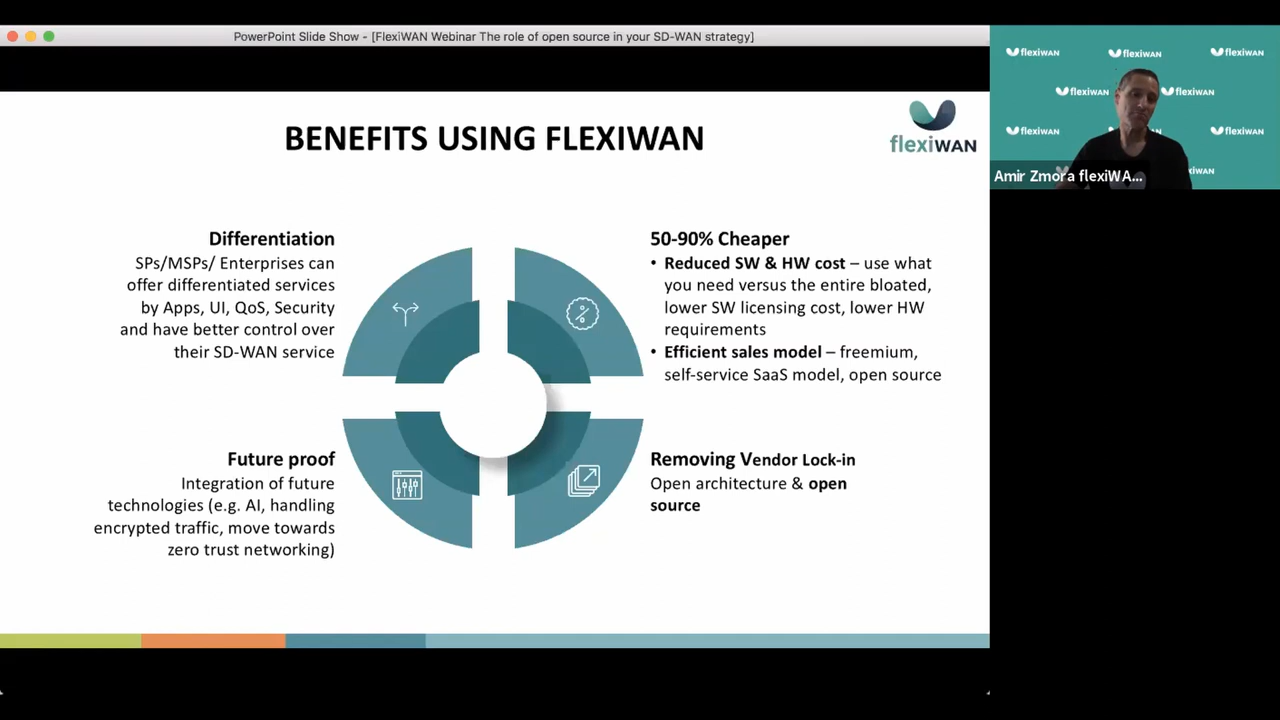 PowerPoint Slide Show - [FlexiWAN Webinar The role of open source in your SD-WAN strategy]
BENEFITS USING FLEXIWAN
flexiWAN
Differentiation
SPs/MSPs/ Enterprises can
offer differentiated services
by Apps, UI, QoS, Security
and have better control over
their SD-WAN service
50-90% Cheaper
• Reduced SW & HW cost – use what
you need versus the entire bloated,
lower SW licensing cost, lower HW
requirements
• Efficient sales model – freemium,
self-service SaaS model, open source
Future proof
Integration of future
technologies (e.g. AI, handling
encrypted traffic, move towards
zero trust networking)
Removing Vendor Lock-in
Open architecture & open
source
flexiWAN flexiWAN flexiWAN
flexiWAN flexiWAN
flexiWAN flexiWAN
Amir Zmora flexiWA...